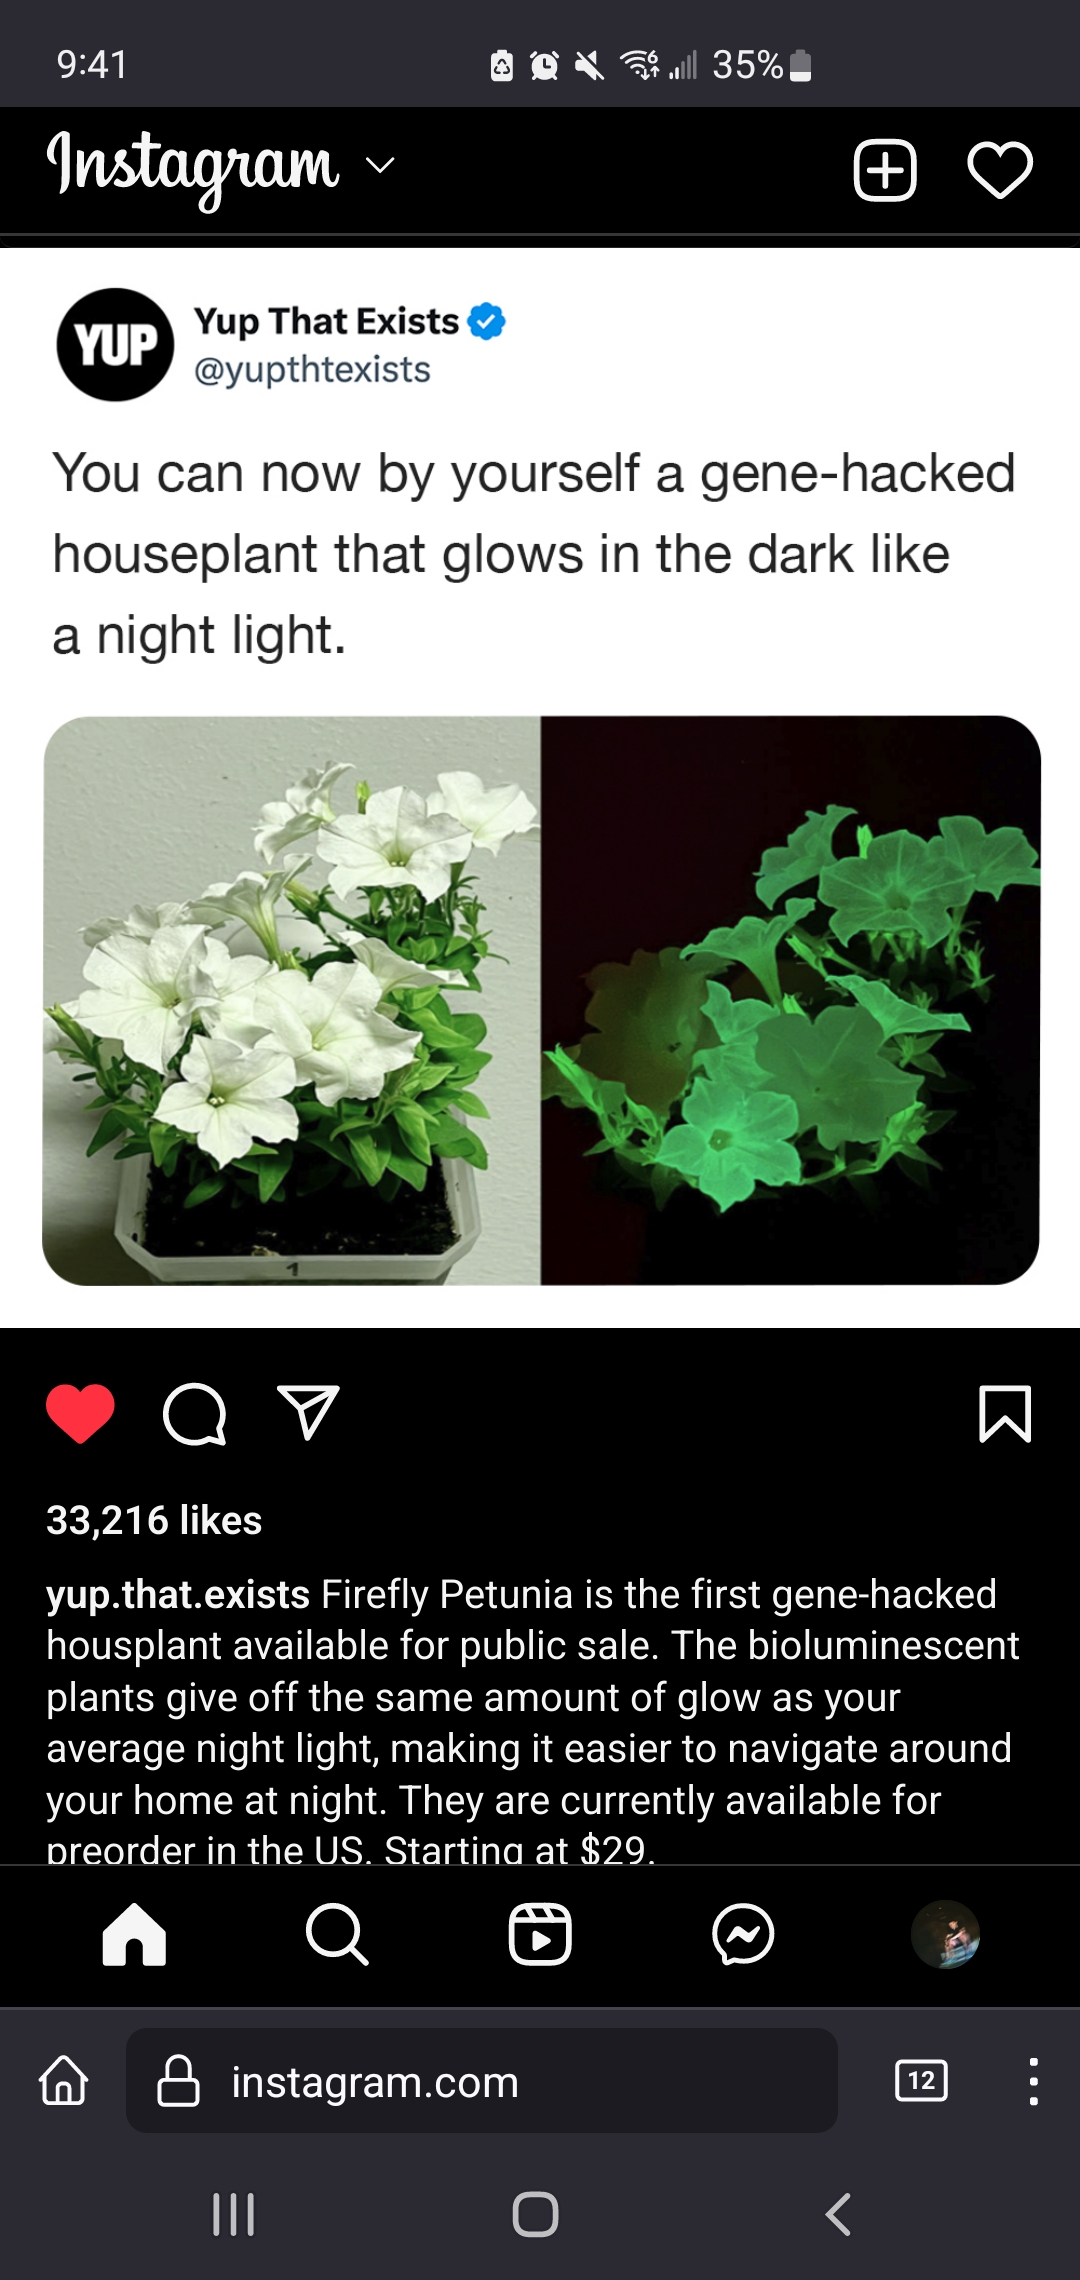 9:41
35%
Instagram
YUP
Yup That Exists
@yupthtexists
You can now by yourself a gene-hacked
houseplant that glows in the dark like
a night light.
1
33,216 likes
yup.that.exists Firefly Petunia is the first gene-hacked
housplant available for public sale. The bioluminescent
plants give off the same amount of glow as your
average night light, making it easier to navigate around
your home at night. They are currently available for
preorder in the US. Starting at $29.
instagram.com
12